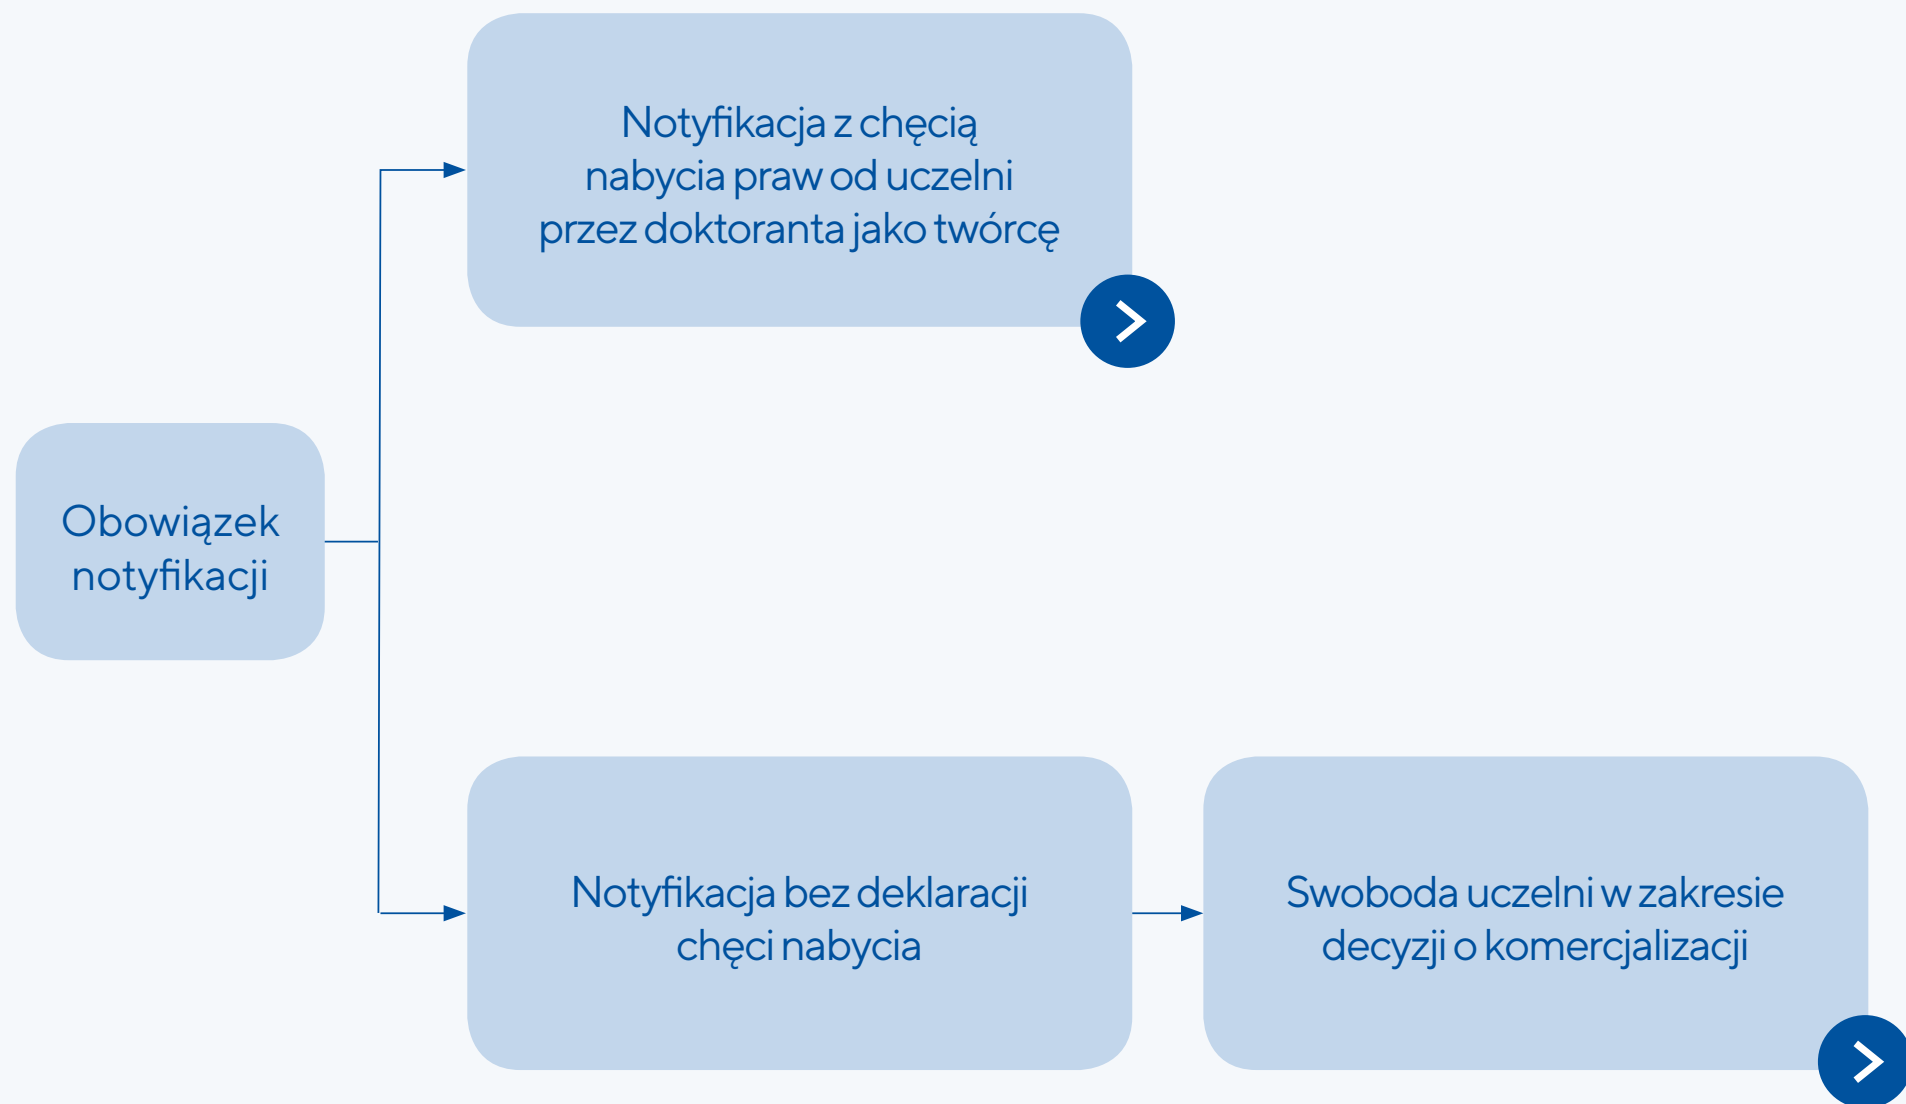 Notyfikacja z chęcią
nabycia praw od uczelni
przez doktoranta jako twórcę
Obowiązek
notyfikacji
Notyfikacja bez deklaracji
chęci nabycia
Swoboda uczelni w zakresie
decyzji o komercjalizacji